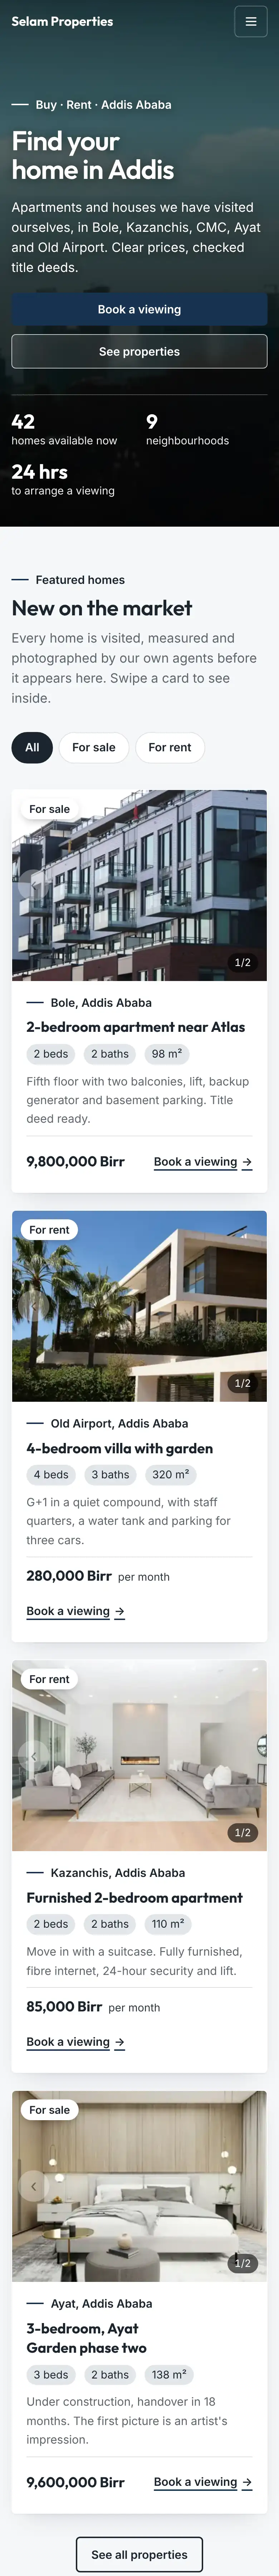 Selam Properties
Buy · Rent · Addis Ababa
Find your
home in Addis
Apartments and houses we have visited
ourselves, in Bole, Kazanchis, CMC, Ayat
and Old Airport. Clear prices, checked
title deeds.
Book a viewing
See properties
42
homes available now
9
neighbourhoods
24 hrs
to arrange a viewing
Featured homes
New on the market
Every home is visited, measured and
photographed by our own agents before
it appears here. Swipe a card to see
inside.
All
For sale
For rent
For sale
1/2
Bole, Addis Ababa
2-bedroom apartment near Atlas
2 beds
2 baths
98 m²
Fifth floor with two balconies, lift, backup
generator and basement parking. Title
deed ready.
9,800,000 Birr
Book a viewing →
For rent
1/2
Old Airport, Addis Ababa
4-bedroom villa with garden
4 beds
3 baths
320 m²
G+1 in a quiet compound, with staff
quarters, a water tank and parking for
three cars.
280,000 Birr per month
Book a viewing →
For rent
1/2
Kazanchis, Addis Ababa
Furnished 2-bedroom apartment
2 beds
2 baths
110 m²
Move in with a suitcase. Fully furnished,
fibre internet, 24-hour security and lift.
85,000 Birr per month
Book a viewing →
For sale
1/2
Ayat, Addis Ababa
3-bedroom, Ayat
Garden phase two
3 beds
2 baths
138 m²
Under construction, handover in 18
months. The first picture is an artist's
impression.
9,600,000 Birr
Book a viewing →
See all properties